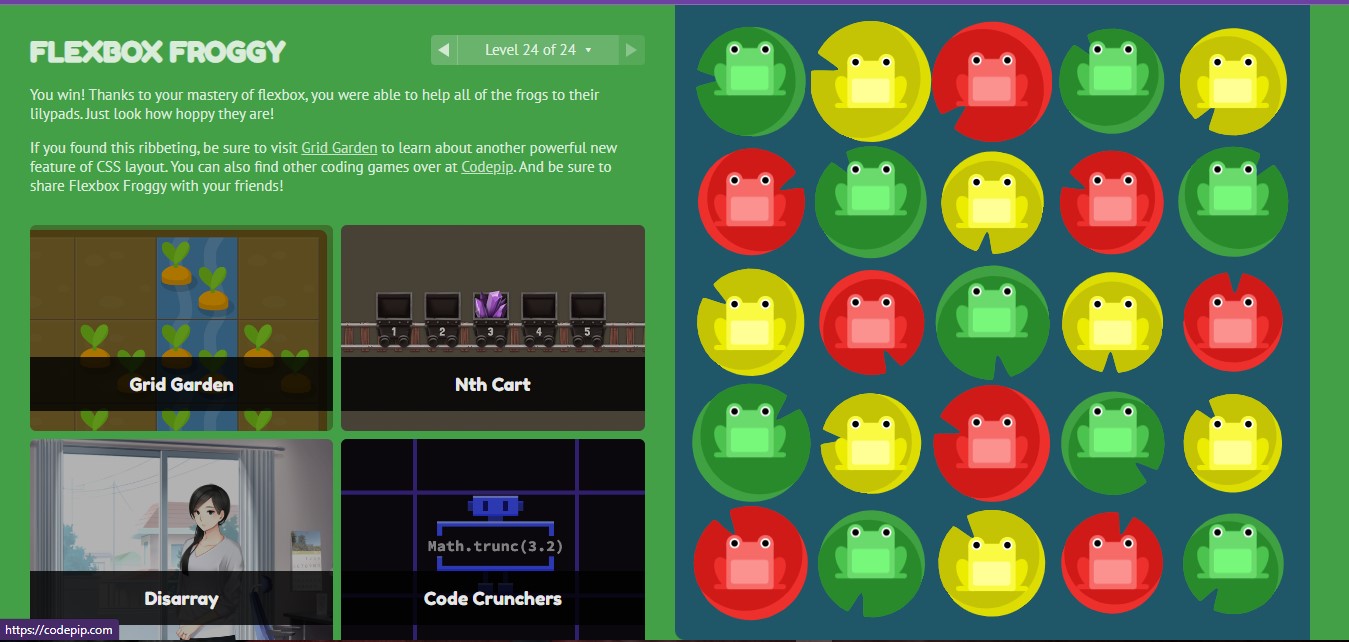 FLEXBOX FROGGY
Level 24 of 24
You win! Thanks to your mastery of flexbox, you were able to help all of the frogs to their
lilypads. Just look how hoppy they are!
If you found this ribbeting, be sure to visit Grid Garden to learn about another powerful new
feature of CSS layout. You can also find other coding games over at Codepip. And be sure to
share Flexbox Froggy with your friends!
1 2 3 4 5
Grid Garden
Nth Cart
Math.trunc(3.2)
Disarray
Code Crunchers
https://codepip.com